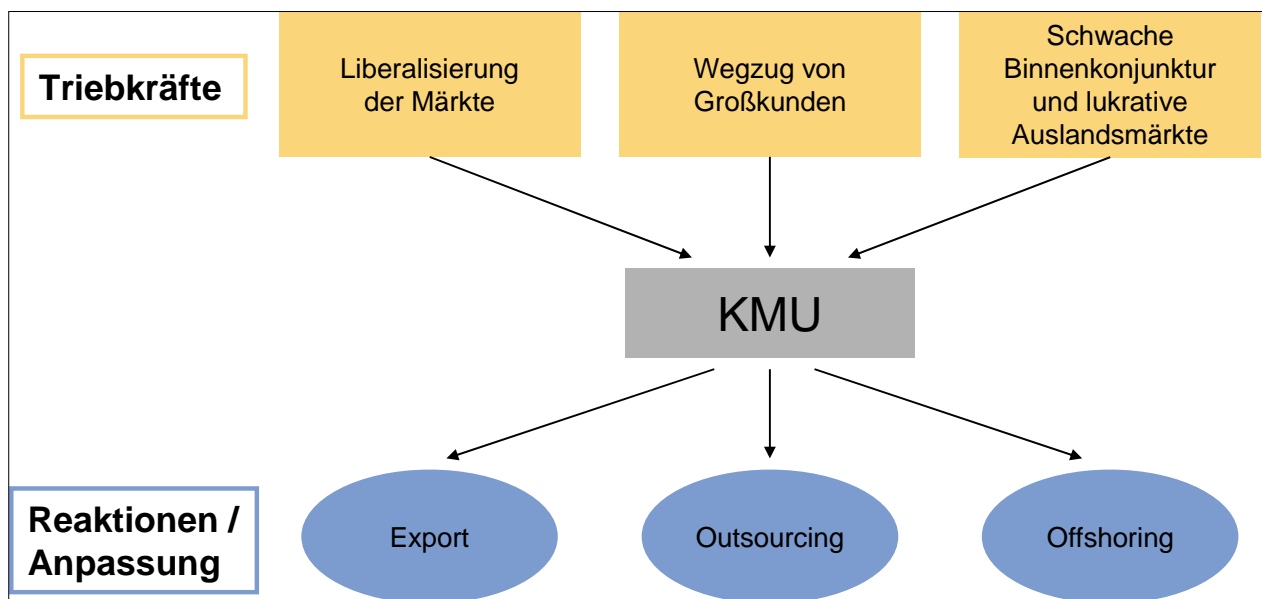 Triebkräfte
Liberalisierung
der Märkte
Wegzug von
Großkunden
Schwache
Binnenkonjunktur
und lukrative
Auslandsmärkte
KMU
Reaktionen /
Anpassung
Export
Outsourcing
Offshoring